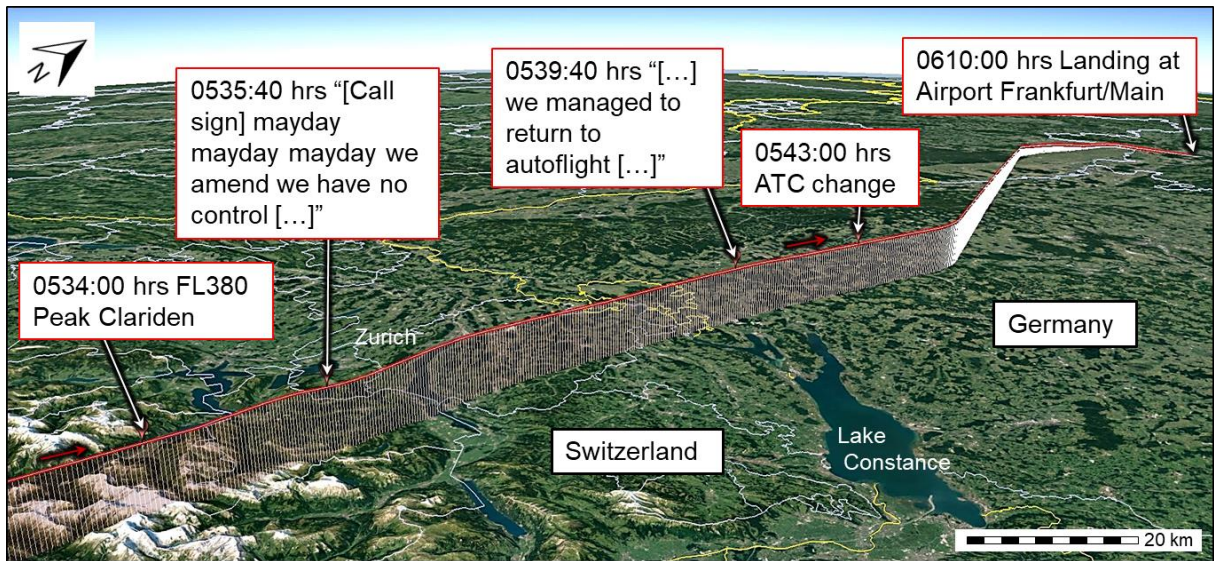 N
0534:00 hrs FL380
Peak Clariden
0535:40 hrs “[Call
sign] mayday
mayday mayday we
amend we have no
control […]”
0539:40 hrs “[…]
we managed to
return to
autoflight […]”
0543:00 hrs
ATC change
0610:00 hrs Landing at
Airport Frankfurt/Main
Zurich
Germany
Switzerland
Lake
Constance
20 km